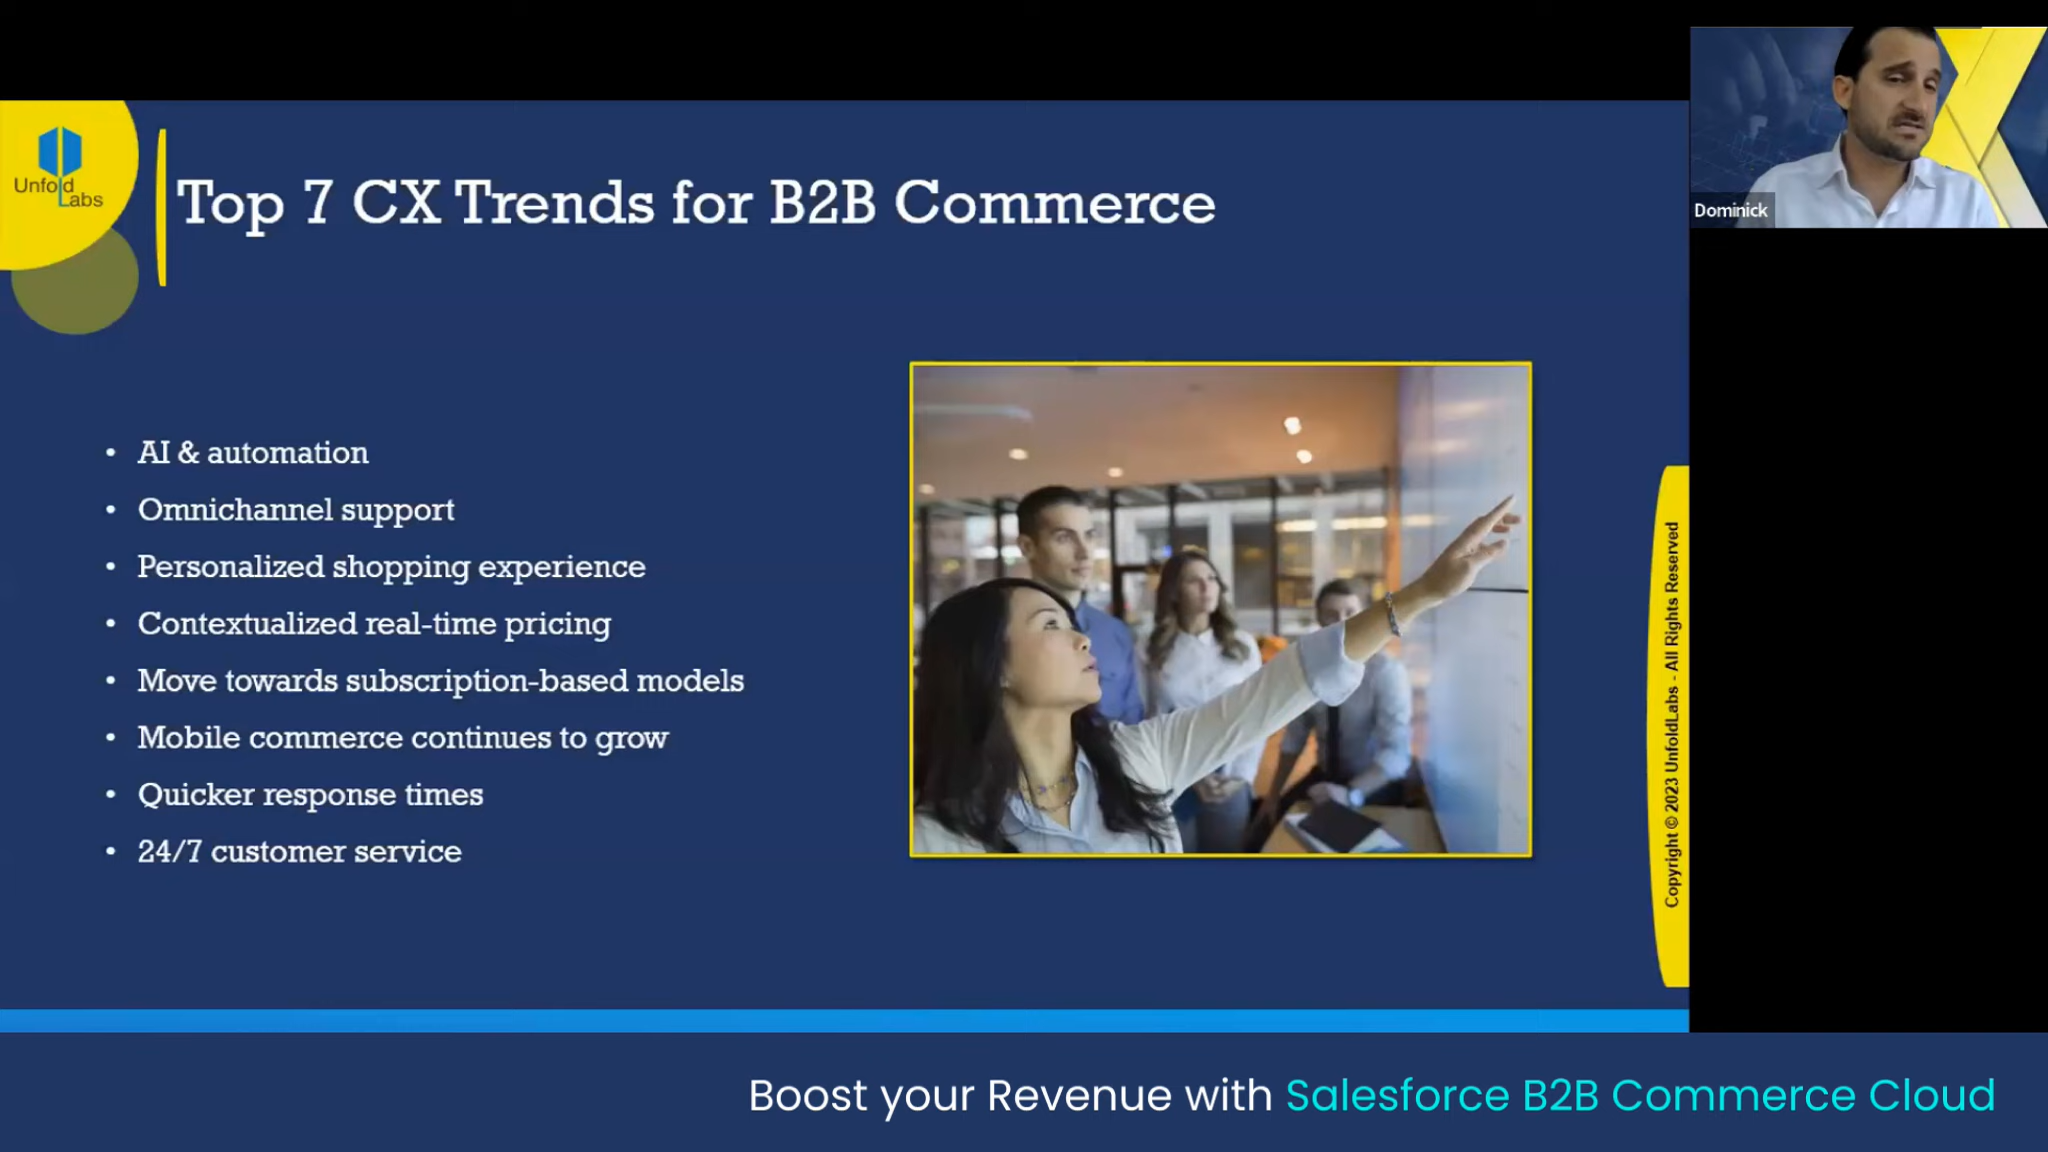 Unfold
Labs
Top 7 CX Trends for B2B Commerce
Dominick
• AI & automation
• Omnichannel support
• Personalized shopping experience
• Contextualized real-time pricing
• Move towards subscription-based models
• Mobile commerce continues to grow
• Quicker response times
• 24/7 customer service
Copyright © 2023 UnfoldLabs - All Rights Reserved
Boost your Revenue with Salesforce B2B Commerce Cloud